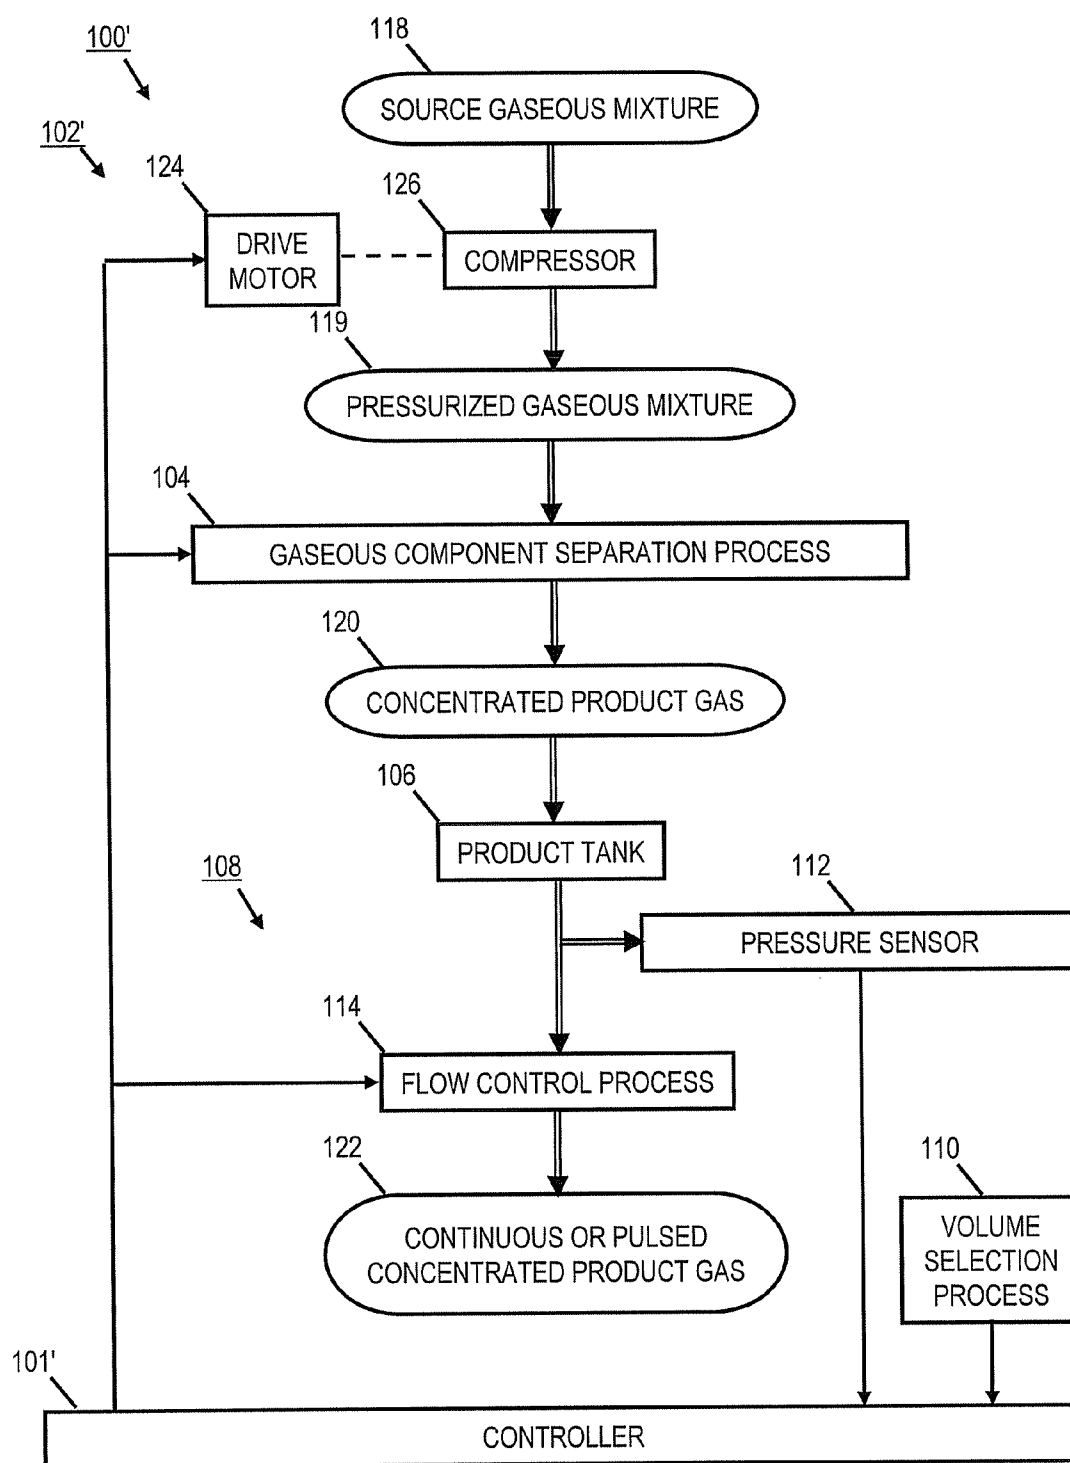 100'
118
SOURCE GASEOUS MIXTURE
102'
124
126
DRIVE
MOTOR
COMPRESSOR
119
PRESSURIZED GASEOUS MIXTURE
104
GASEOUS COMPONENT SEPARATION PROCESS
120
CONCENTRATED PRODUCT GAS
106
PRODUCT TANK
108
112
PRESSURE SENSOR
114
FLOW CONTROL PROCESS
122
CONTINUOUS OR PULSED
CONCENTRATED PRODUCT GAS
110
VOLUME
SELECTION
PROCESS
101'
CONTROLLER